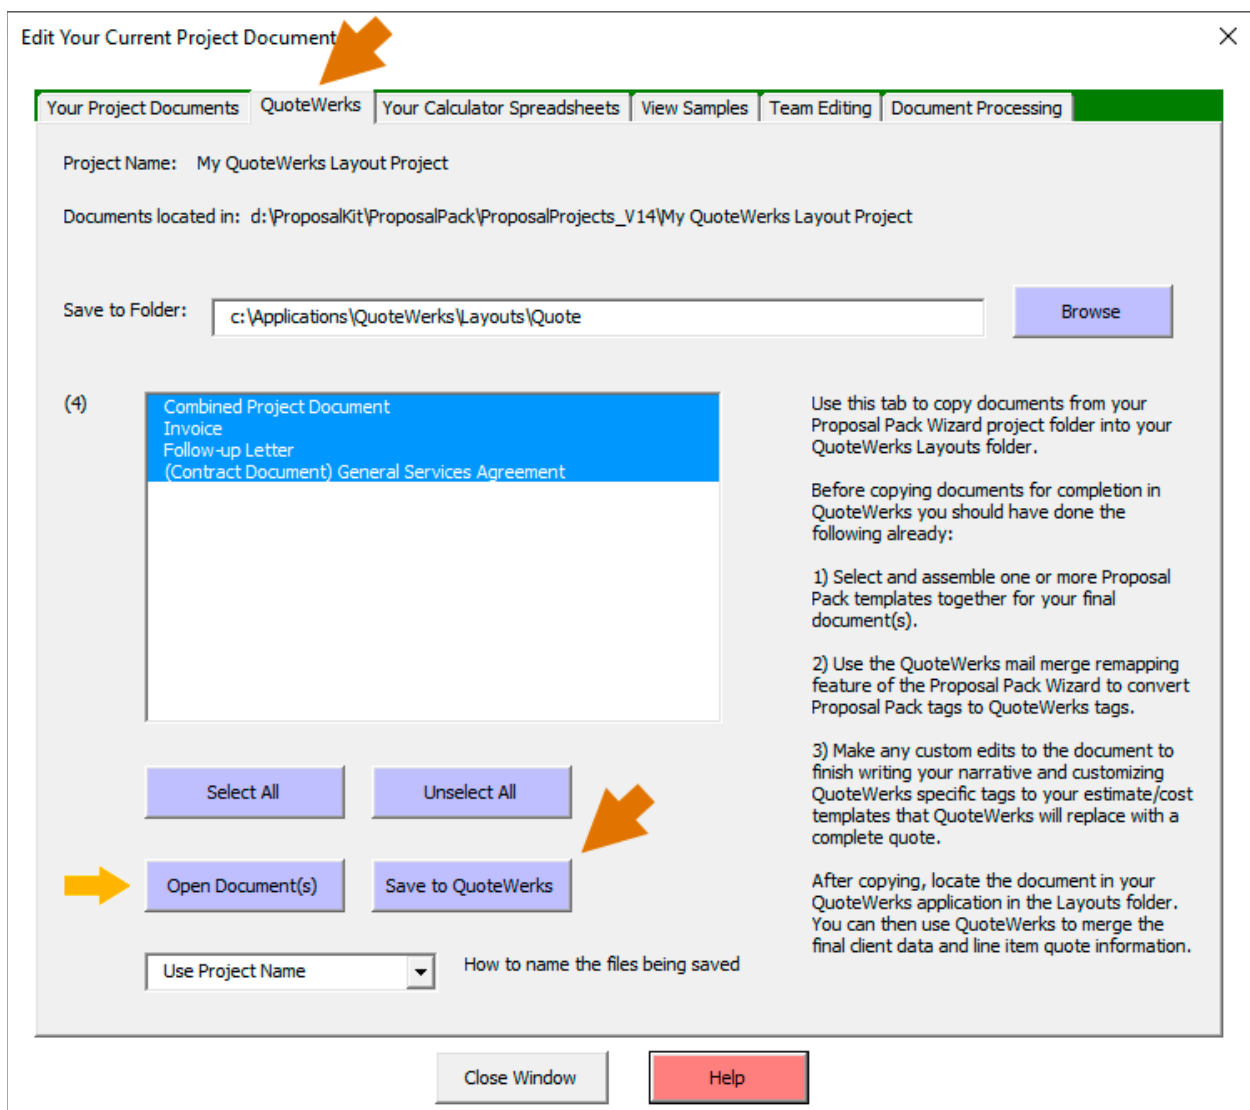 Edit Your Current Project Document
Your Project Documents
QuoteWerks
Your Calculator Spreadsheets
View Samples
Team Editing
Document Processing
Project Name: My QuoteWerks Layout Project
Documents located in: d:\ProposalKit\ProposalPack\ProposalProjects_V14\My QuoteWerks Layout Project
Save to Folder:
c:\Applications\QuoteWerks\Layouts\Quote
Browse
(4)
Combined Project Document
Invoice
Follow-up Letter
(Contract Document) General Services Agreement
Use this tab to copy documents from your
Proposal Pack Wizard project folder into your
QuoteWerks Layouts folder.
Before copying documents for completion in
QuoteWerks you should have done the
following already:
1) Select and assemble one or more Proposal
Pack templates together for your final
document(s).
2) Use the QuoteWerks mail merge remapping
feature of the Proposal Pack Wizard to convert
Proposal Pack tags to QuoteWerks tags.
3) Make any custom edits to the document to
finish writing your narrative and customizing
QuoteWerks specific tags to your estimate/cost
templates that QuoteWerks will replace with a
complete quote.
After copying, locate the document in your
QuoteWerks application in the Layouts folder.
You can then use QuoteWerks to merge the
final client data and line item quote information.
Select All
Unselect All
Open Document(s)
Save to QuoteWerks
Use Project Name
How to name the files being saved
Close Window
Help